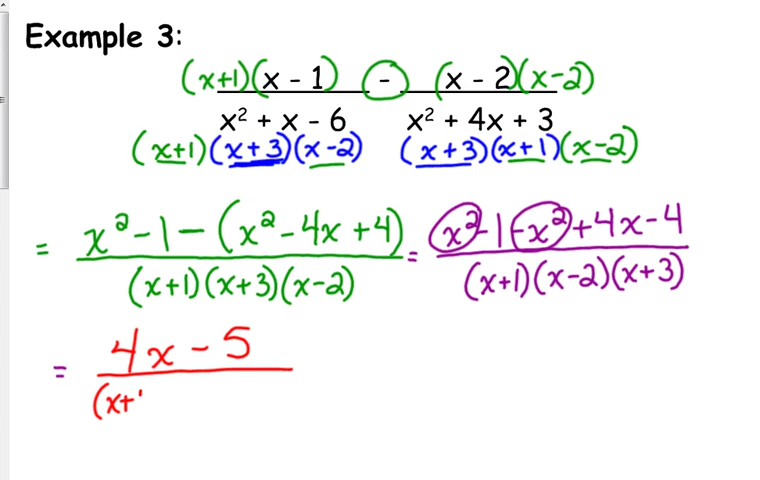 Example 3:
(x+1)(x - 1) - (x - 2)(x-2)
x² + x - 6 x² + 4x + 3
(x+1)(x+3)(x-2) (x+3)(x+1)(x-2)
= x²-1-(x²-4x+4) = x²-1-x²+4x-4
(x+1)(x+3)(x-2) (x+1)(x-2)(x+3)
= 4x-5
(x+